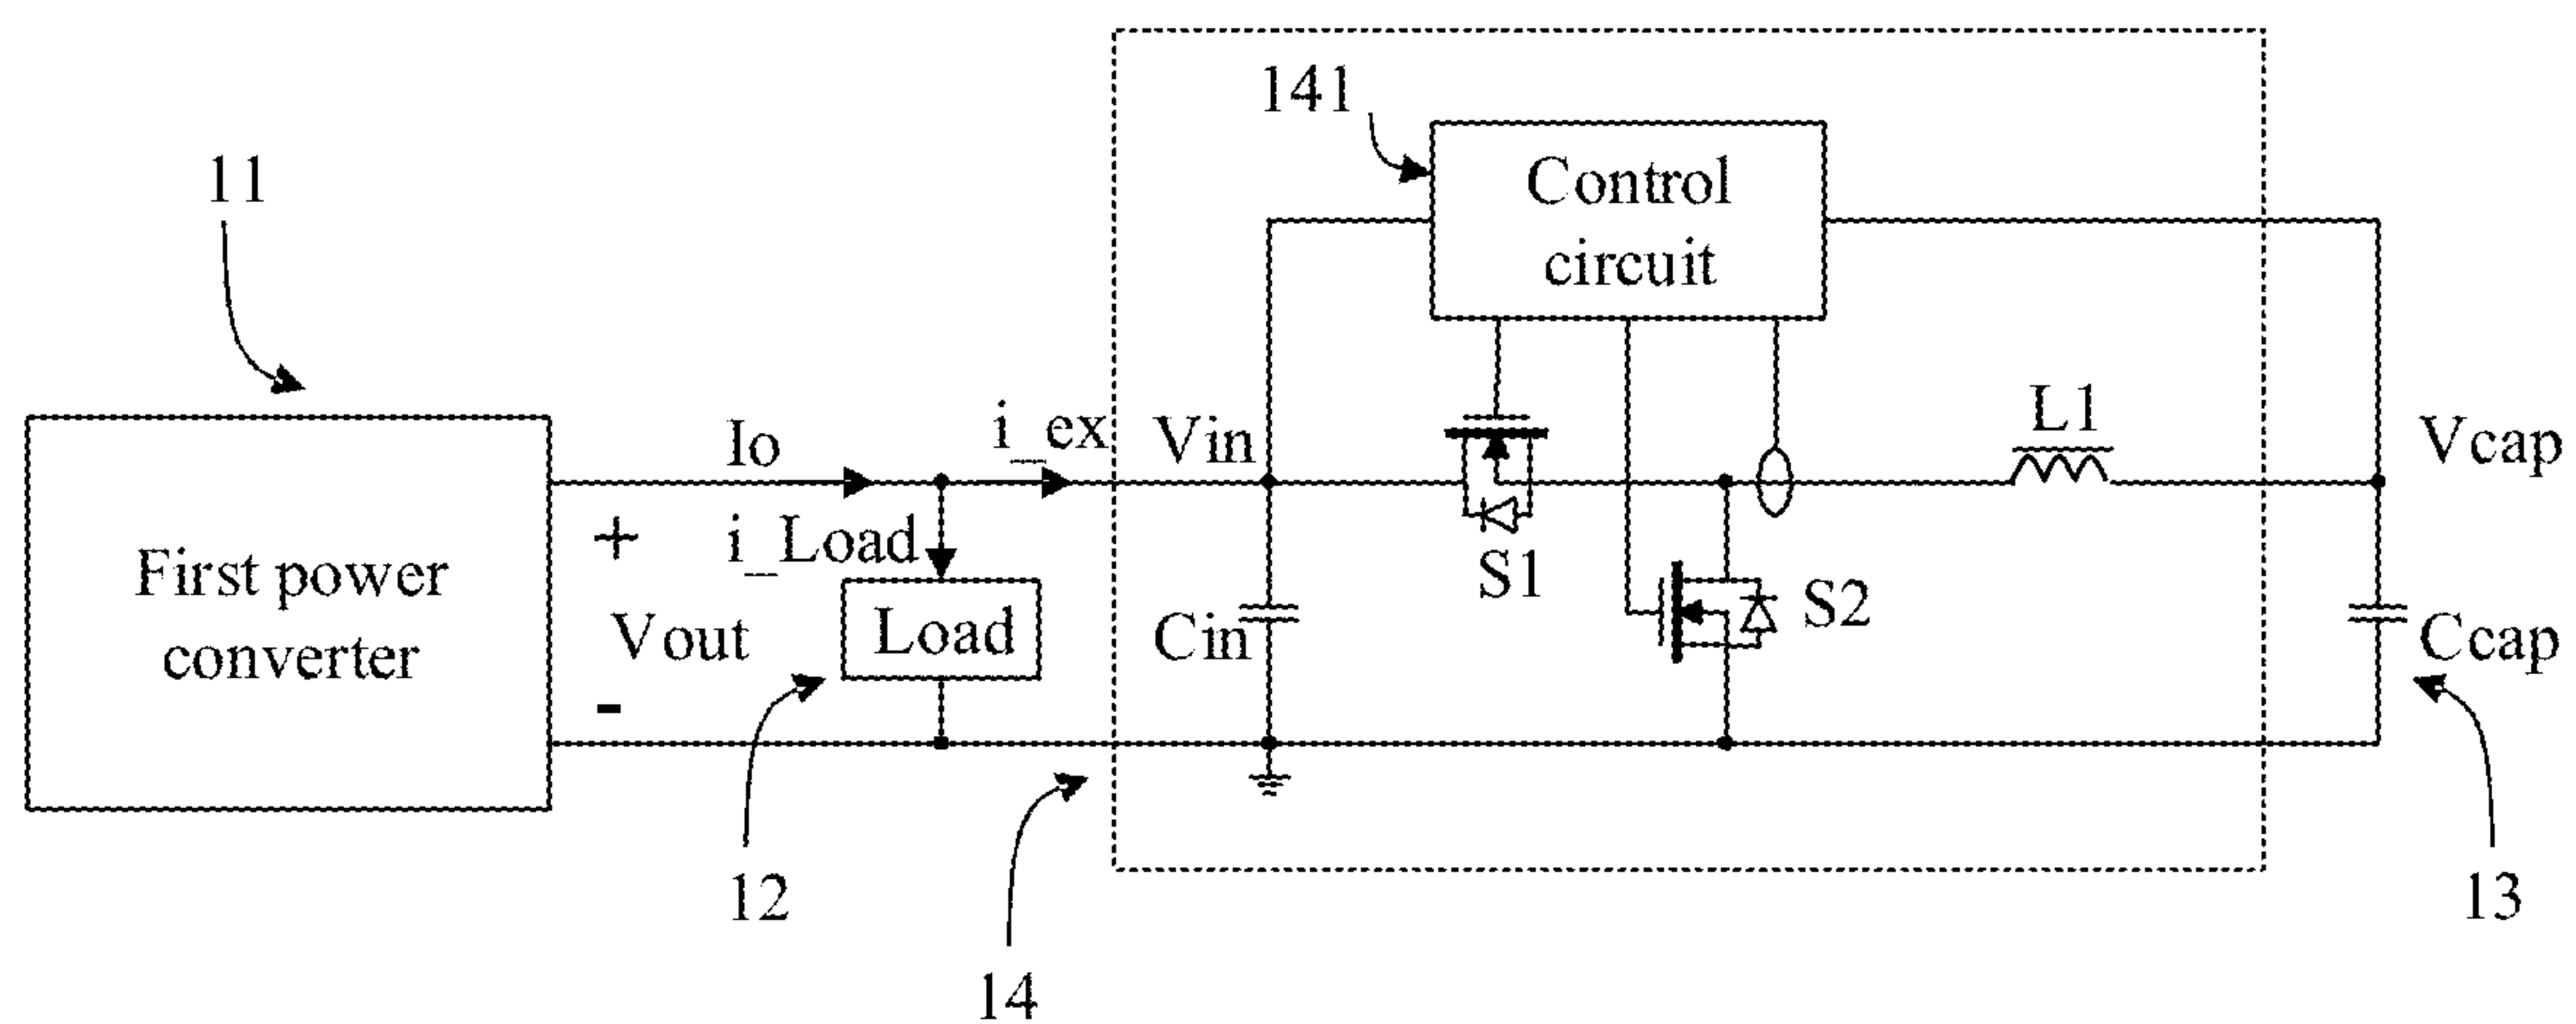 141
Control
circuit
11
L1
Io
i_ex
Vin
Vcap
+
i_Load
S1
First power
converter
Vout
Load
Cin
S2
Ccap
-
12
13
14